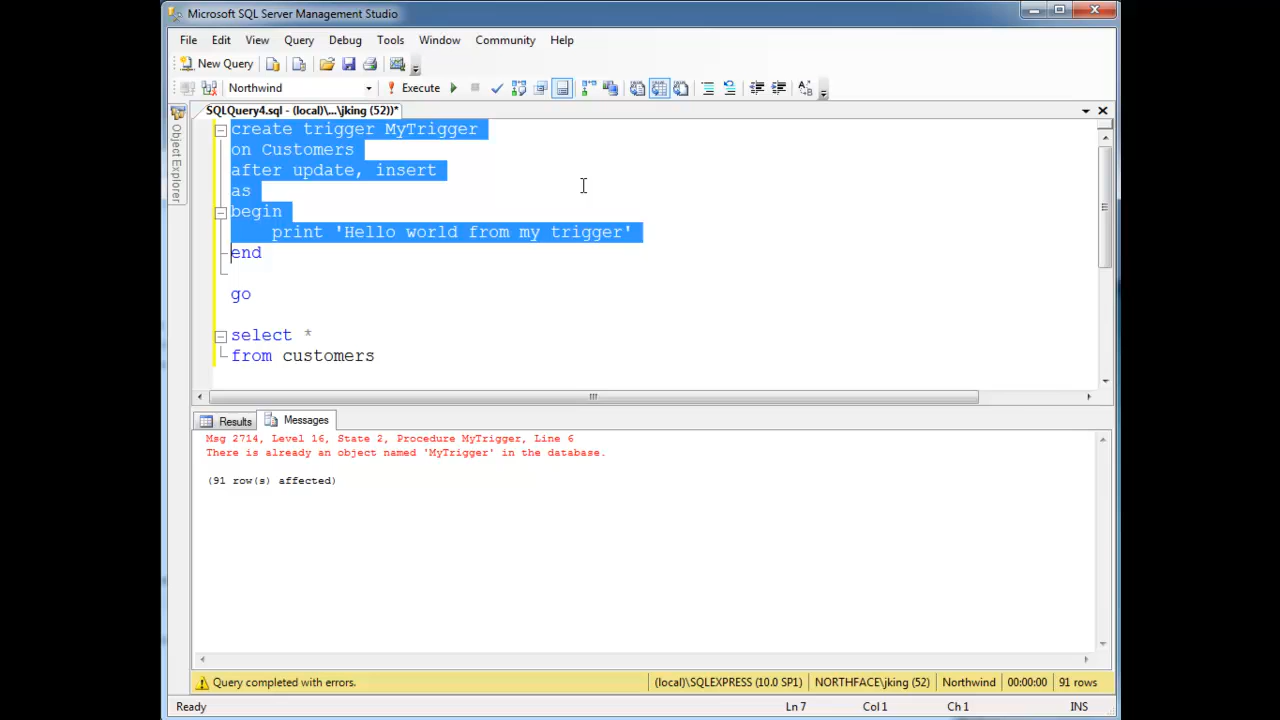 Microsoft SQL Server Management Studio
File Edit View Query Debug Tools Window Community Help
New Query
Northwind Execute
SQLQuery4.sql - (local)\...\jking (52))*
Object Explorer
create trigger MyTrigger
on Customers
after update, insert
as
begin
print 'Hello world from my trigger'
end
go
select *
from customers
Results Messages
Msg 2714, Level 16, State 2, Procedure MyTrigger, Line 6
There is already an object named 'MyTrigger' in the database.
(91 row(s) affected)
Query completed with errors. (local)\SQLEXPRESS (10.0 SP1) NORTHFACE\jking (52) Northwind 00:00:00 91 rows
Ready Ln 7 Col 1 Ch 1 INS